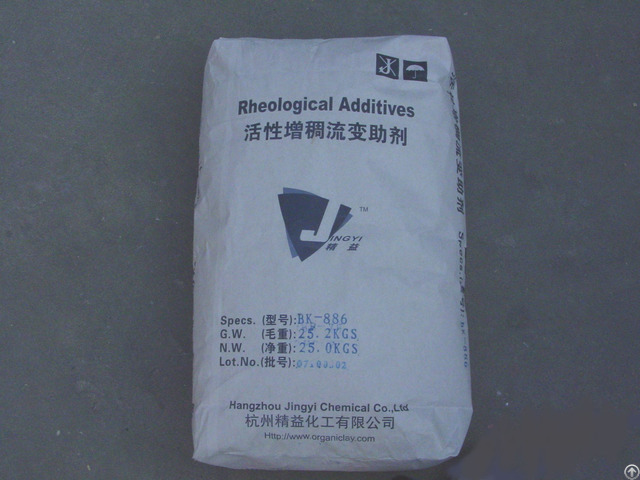 Rheological Additives
活性增稠流变助剂
JINGYI TM
精益
Specs.(型号):BK-886
G.W. (毛重):25.2KGS
N.W. (净重):25.0KGS
Lot.No.(批号):
Hangzhou Jingyi Chemical Co.,Ltd
杭州精益化工有限公司
Http://www.organiclay.com